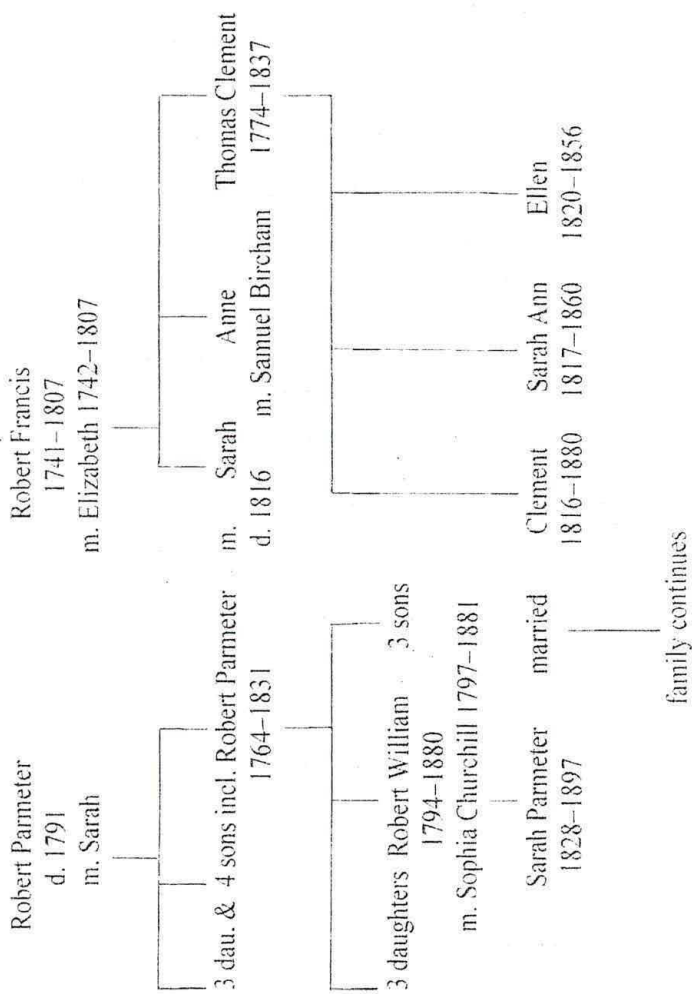 Robert Parmeter
d. 1791
m. Sarah
Robert Francis
1741–1807
m. Elizabeth 1742–1807
3 dau. & 4 sons incl. Robert Parmeter
1764–1831
m. Sarah
d. 1816
Anne
m. Samuel Bircham
Thomas Clement
1774–1837
3 daughters
Robert William
1794–1880
m. Sophia Churchill 1797–1881
3 sons
Sarah Parmeter
1828–1897
married
Clement
1816–1880
Sarah Ann
1817–1860
Ellen
1820–1856
family continues